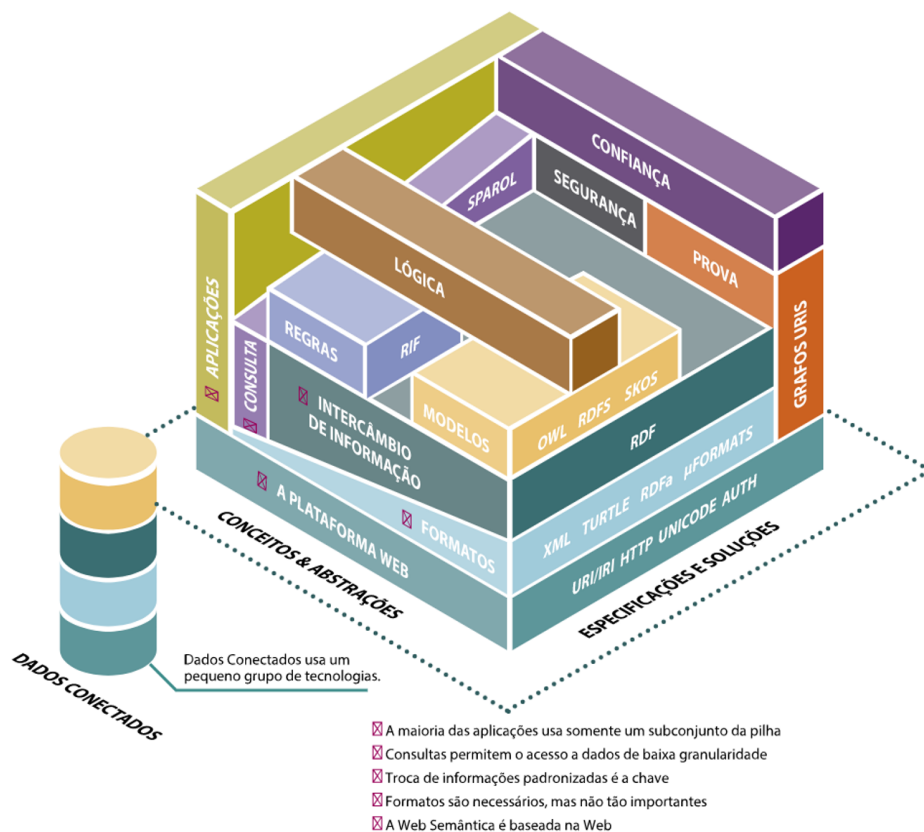 CONFIANÇA
SPARQL
SEGURANÇA
PROVA
LÓGICA
APLICAÇÕES
GRAFOS URIS
REGRAS
RIF
CONSULTA
INTERCÂMBIO
DE INFORMAÇÃO
MODELOS
OWL RDFS SKOS
RDF
A PLATAFORMA WEB
FORMATOS
XML TURTLE RDFa µFORMATS
URI/IRI HTTP UNICODE AUTH
CONCEITOS & ABSTRAÇÕES
ESPECIFICAÇÕES E SOLUÇÕES
DADOS CONECTADOS
Dados Conectados usa um
pequeno grupo de tecnologias.
A maioria das aplicações usa somente um subconjunto da pilha
Consultas permitem o acesso a dados de baixa granularidade
Troca de informações padronizadas é a chave
Formatos são necessários, mas não tão importantes
A Web Semântica é baseada na Web